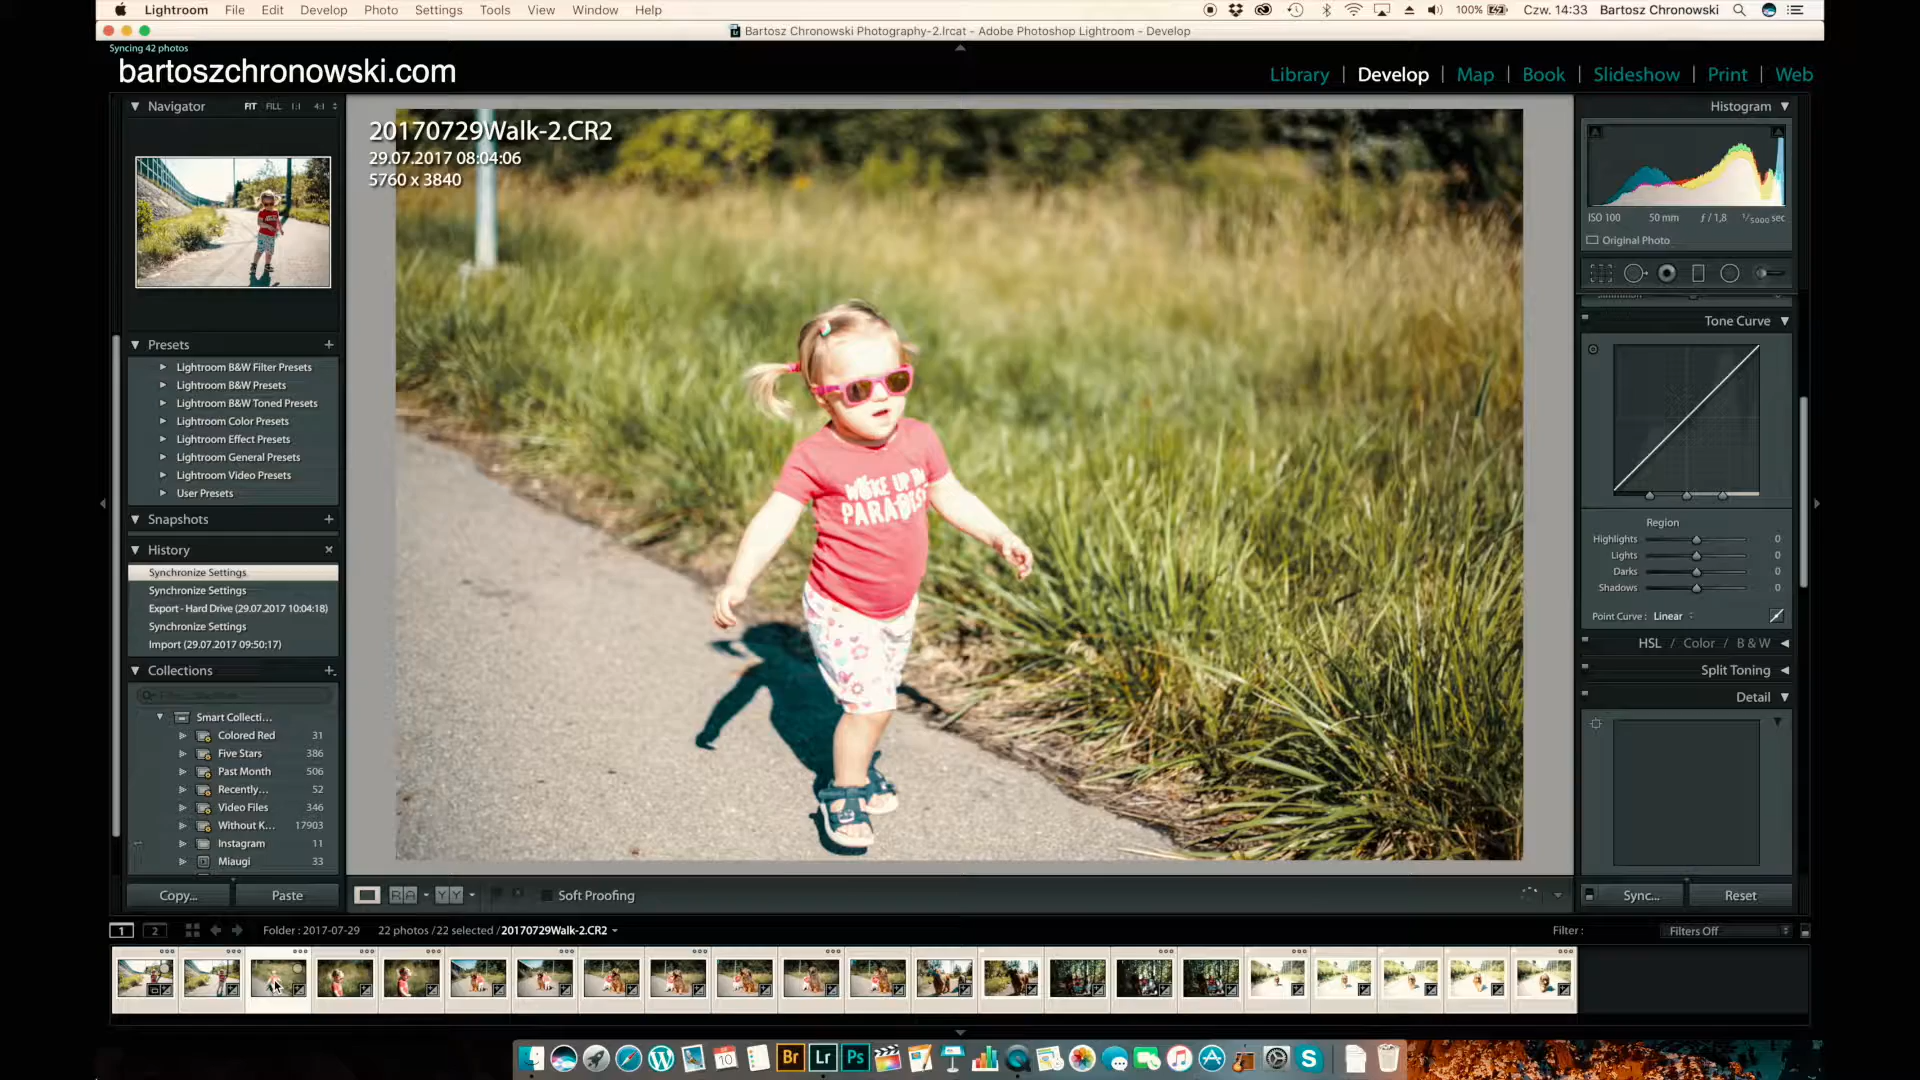 Lightroom File Edit Develop Photo Settings Tools View Window Help
100% Czw. 14:33 Bartosz Chronowski
Bartosz Chronowski Photography-2.lrcat - Adobe Photoshop Lightroom - Develop
Syncing 42 photos
bartoszchronowski.com
Library | Develop | Map | Book | Slideshow | Print | Web
Navigator FIT FILL 1:1 4:1
20170729Walk-2.CR2
29.07.2017 08:04:06
5760 x 3840
WOKE UP IN
PARADISE
Presets
Lightroom B&W Filter Presets
Lightroom B&W Presets
Lightroom B&W Toned Presets
Lightroom Color Presets
Lightroom Effect Presets
Lightroom General Presets
Lightroom Video Presets
User Presets
Snapshots
History
Synchronize Settings
Synchronize Settings
Export - Hard Drive (29.07.2017 10:04:18)
Synchronize Settings
Import (29.07.2017 09:50:17)
Collections
Smart Collecti...
Colored Red 31
Five Stars 386
Past Month 506
Recently... 52
Video Files 346
Without K... 17903
Instagram 11
Miaugi 33
Copy... Paste
Soft Proofing
Histogram
ISO 100 50 mm ƒ / 1,8 1/5000 sec
Original Photo
Tone Curve
Region
Highlights 0
Lights 0
Darks 0
Shadows 0
Point Curve : Linear
HSL / Color / B & W
Split Toning
Detail
Sync... Reset
1 2 Folder : 2017-07-29 22 photos / 22 selected / 20170729Walk-2.CR2
Filter : Filters Off
10 Br Lr Ps S